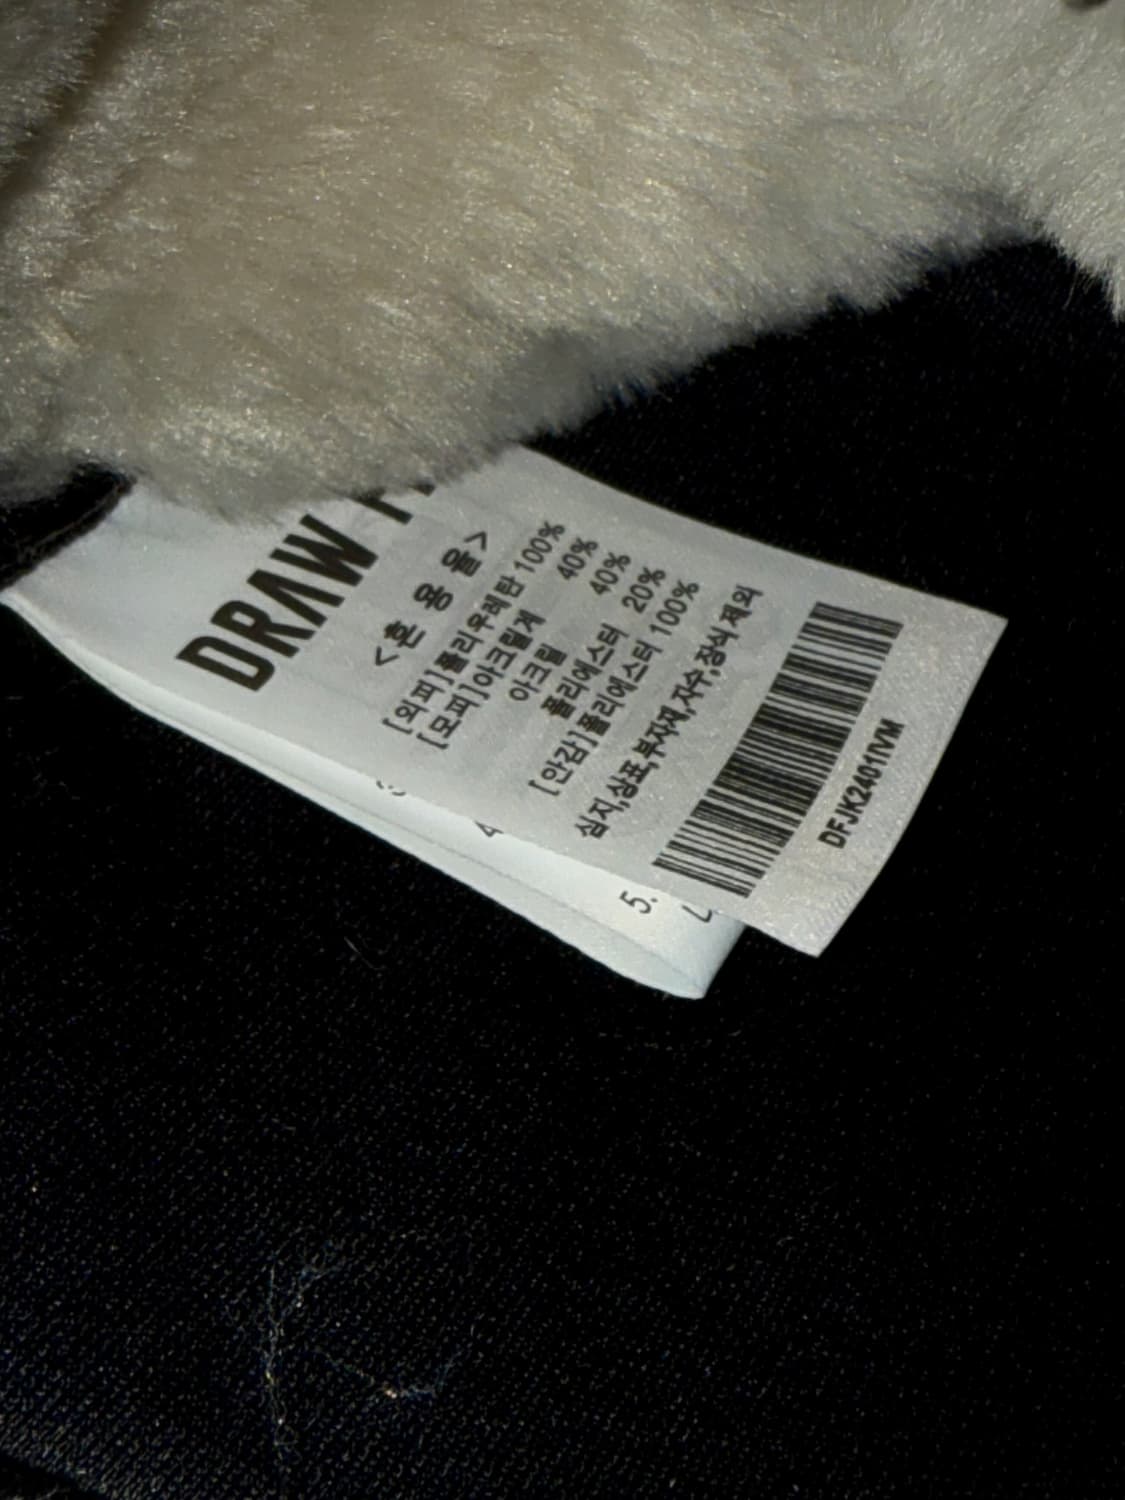 DRAW
<혼 용 율>
[외피]폴리우레탄 100%
[모피]아크릴계 40%
아크릴 40%
폴리에스터 20%
[안감]폴리에스터 100%
심지,상표,부자재,자수,장식 제외
DFJK2401IVM
4
5.